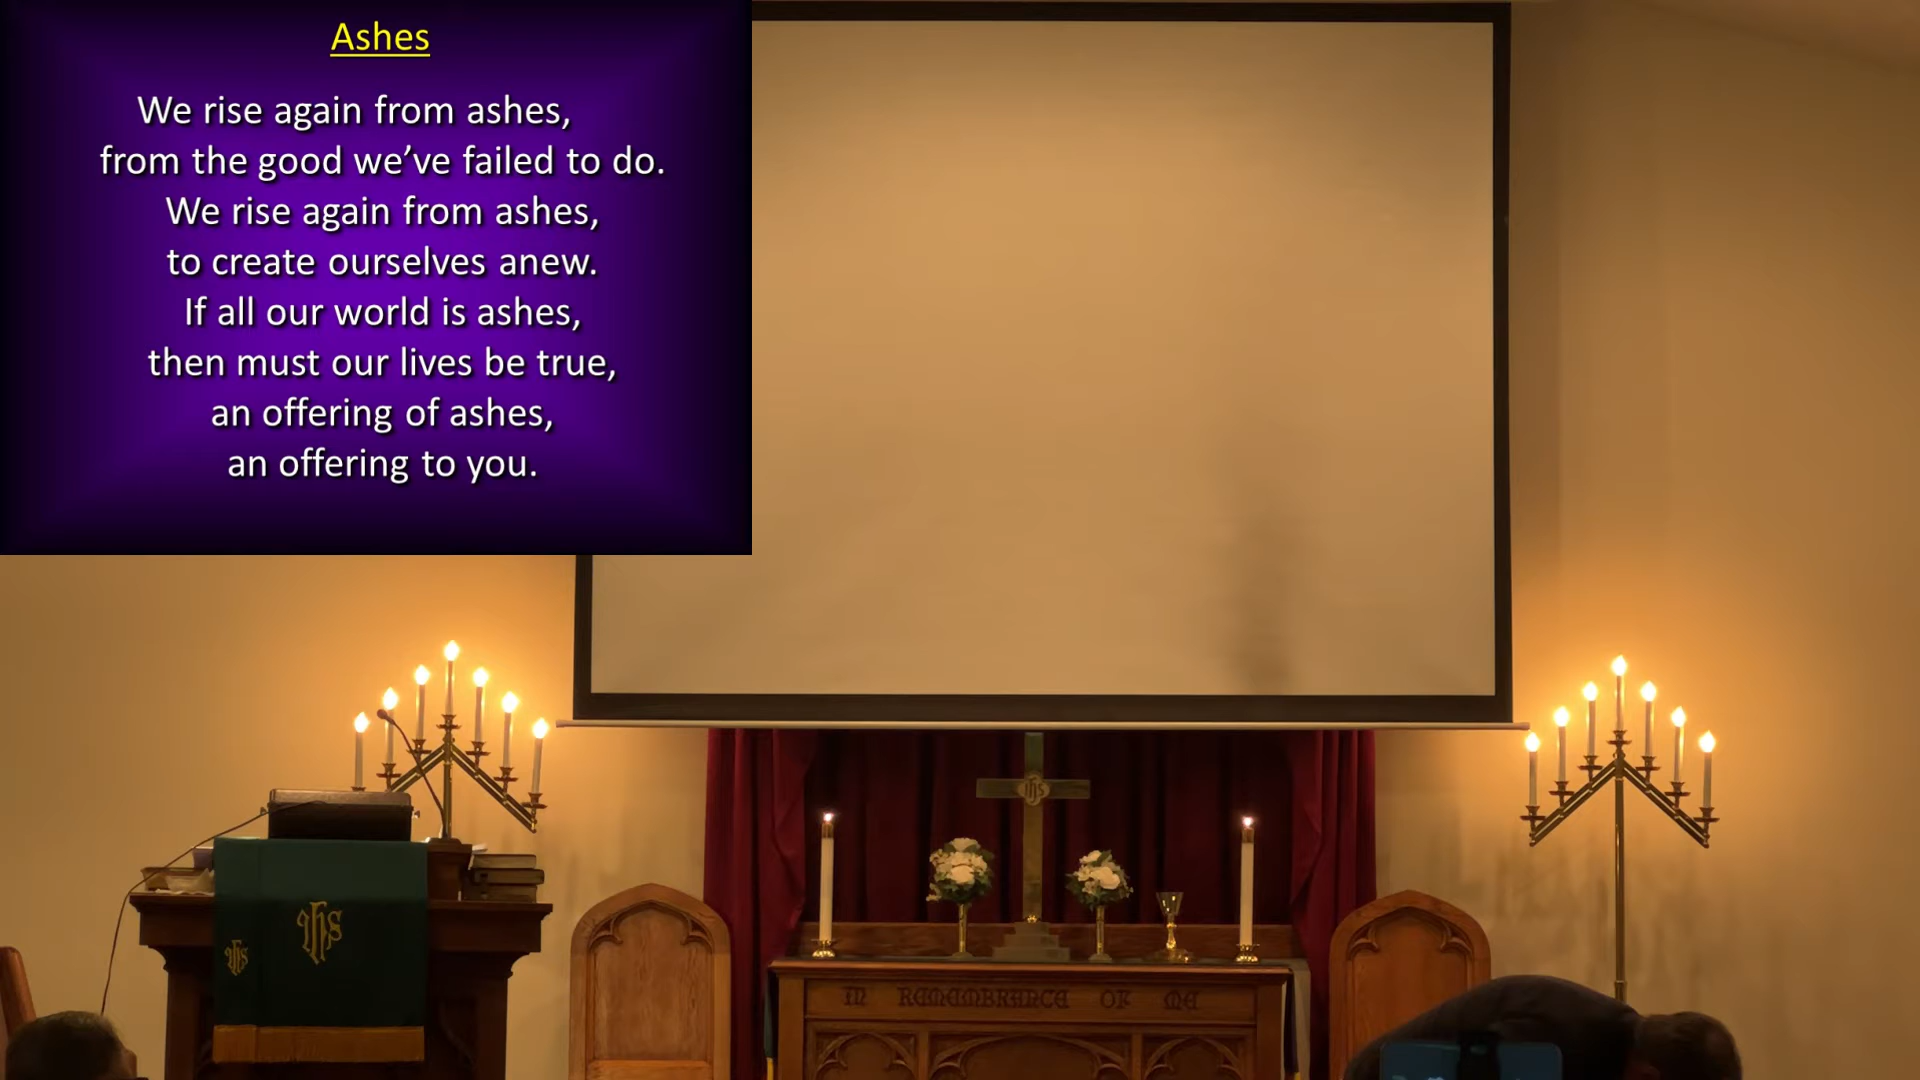 Ashes
We rise again from ashes,
from the good we’ve failed to do.
We rise again from ashes,
to create ourselves anew.
If all our world is ashes,
then must our lives be true,
an offering of ashes,
an offering to you.
IHS
IHS
IHS
IN REMEMBRANCE OF ME